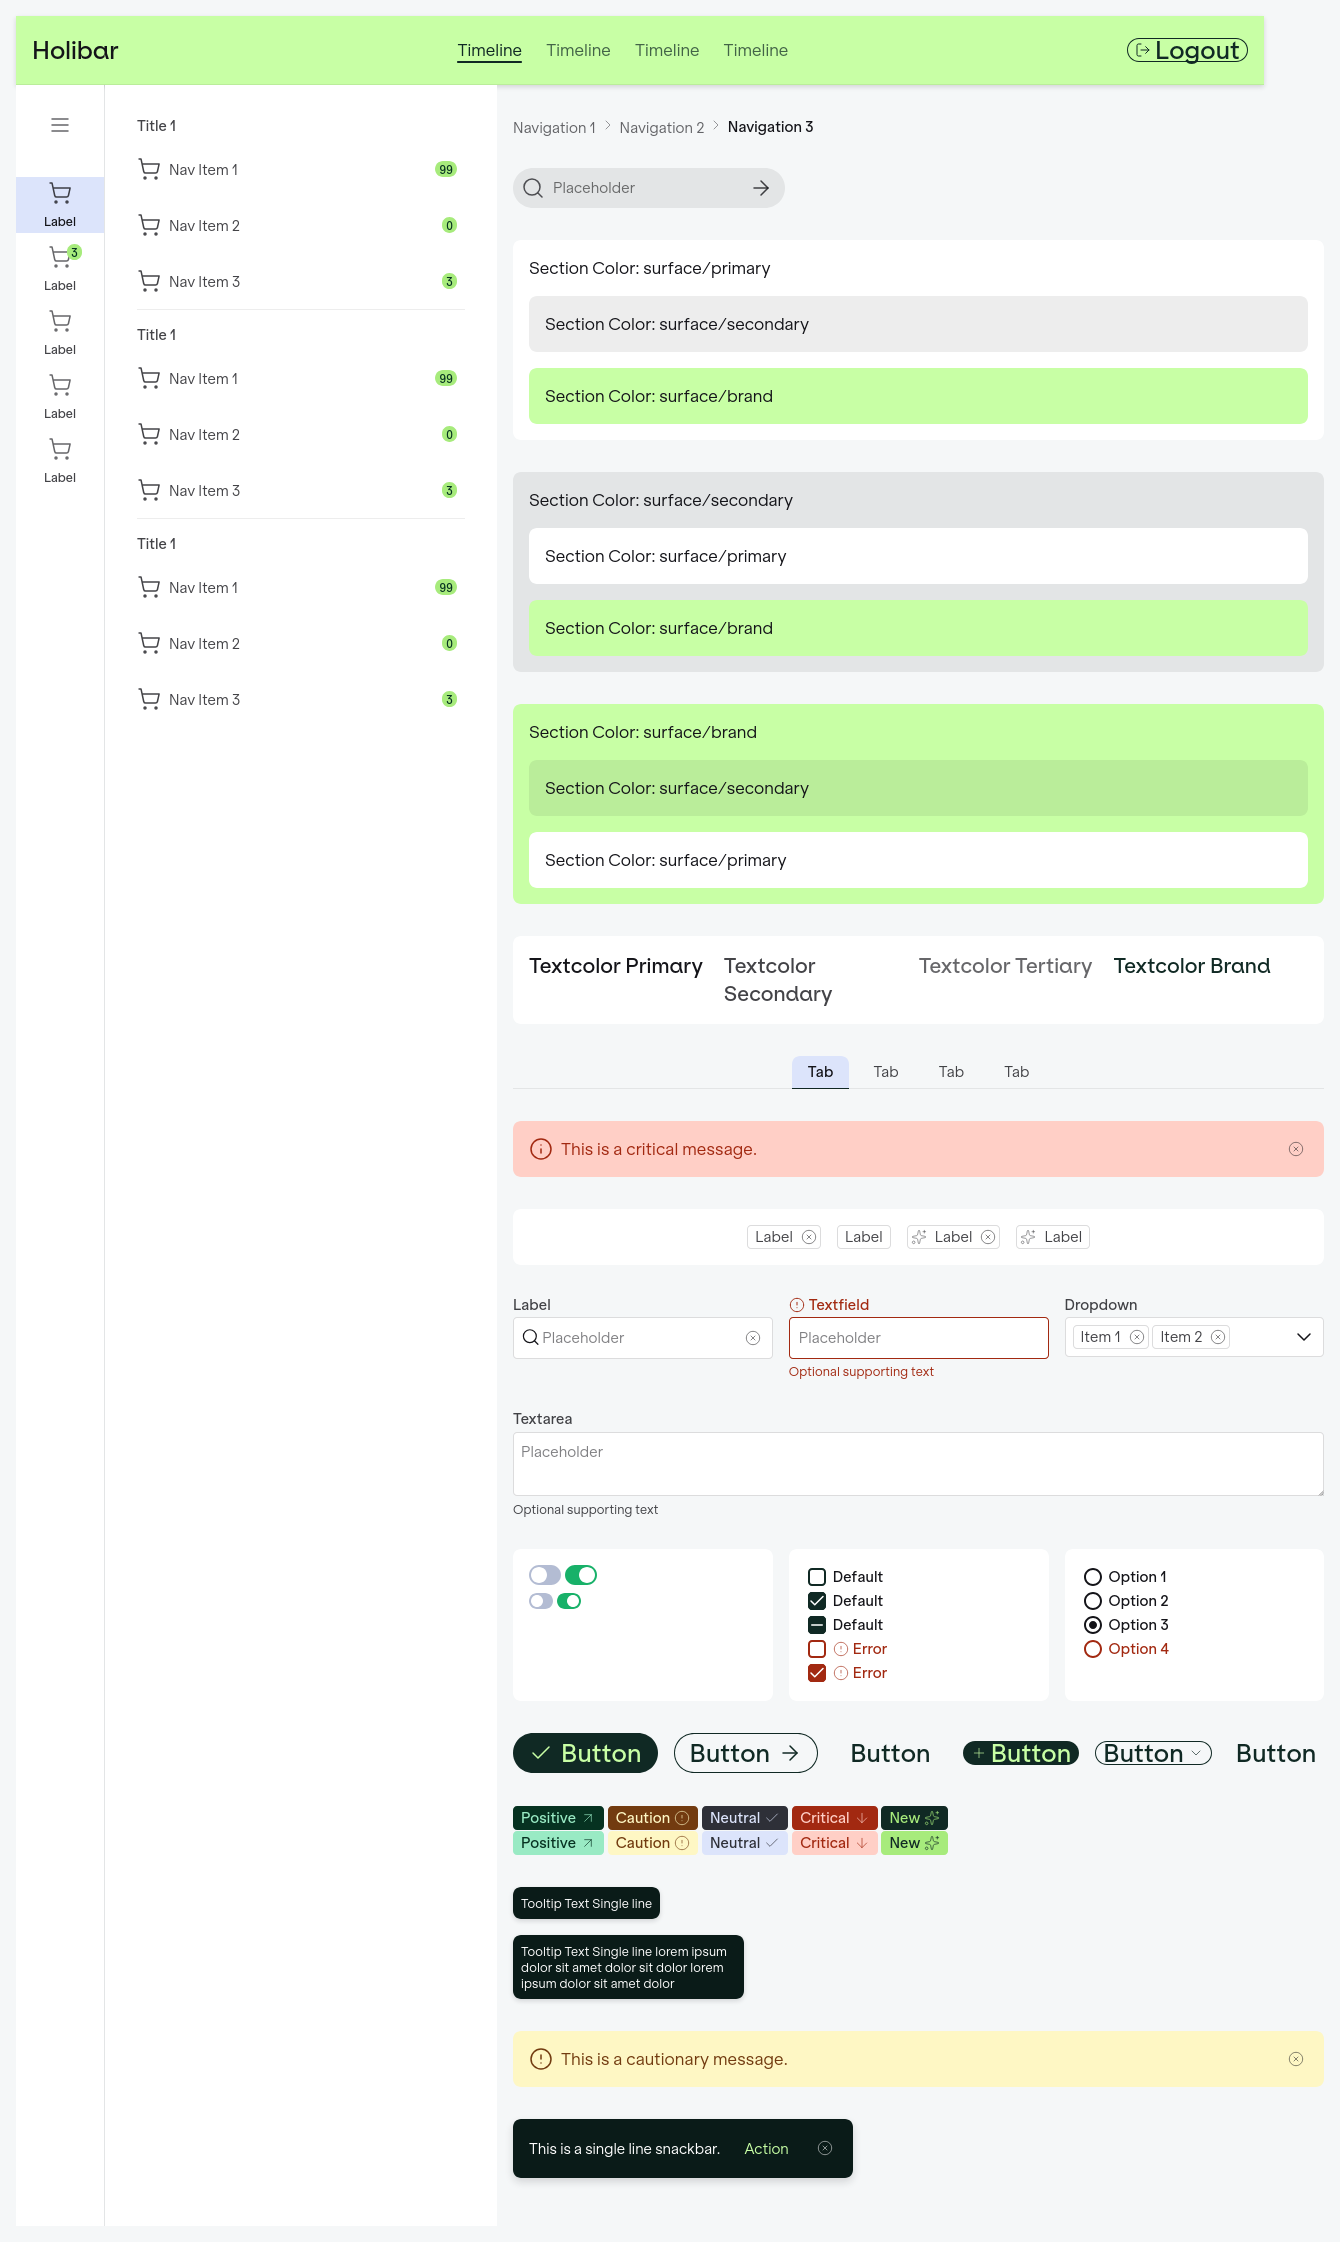 Holibar
Timeline Timeline Timeline Timeline
Logout
Label
3
Label
Label
Label
Label
Title 1
Nav Item 1 99
Nav Item 2 0
Nav Item 3 3
Title 1
Nav Item 1 99
Nav Item 2 0
Nav Item 3 3
Title 1
Nav Item 1 99
Nav Item 2 0
Nav Item 3 3
Navigation 1 Navigation 2 Navigation 3
Placeholder
Section Color: surface/primary
Section Color: surface/secondary
Section Color: surface/brand
Section Color: surface/secondary
Section Color: surface/primary
Section Color: surface/brand
Section Color: surface/brand
Section Color: surface/secondary
Section Color: surface/primary
Textcolor Primary
Textcolor
Secondary
Textcolor Tertiary
Textcolor Brand
Tab Tab Tab Tab
This is a critical message.
Label Label Label Label
Label
Placeholder
Textfield
Placeholder
Optional supporting text
Dropdown
Item 1 Item 2
Textarea
Placeholder
Optional supporting text
Default
Default
Default
Error
Error
Option 1
Option 2
Option 3
Option 4
Button Button Button Button Button Button
Positive Caution Neutral Critical New
Positive Caution Neutral Critical New
Tooltip Text Single line
Tooltip Text Single line lorem ipsum
dolor sit amet dolor sit dolor lorem
ipsum dolor sit amet dolor
This is a cautionary message.
This is a single line snackbar. Action